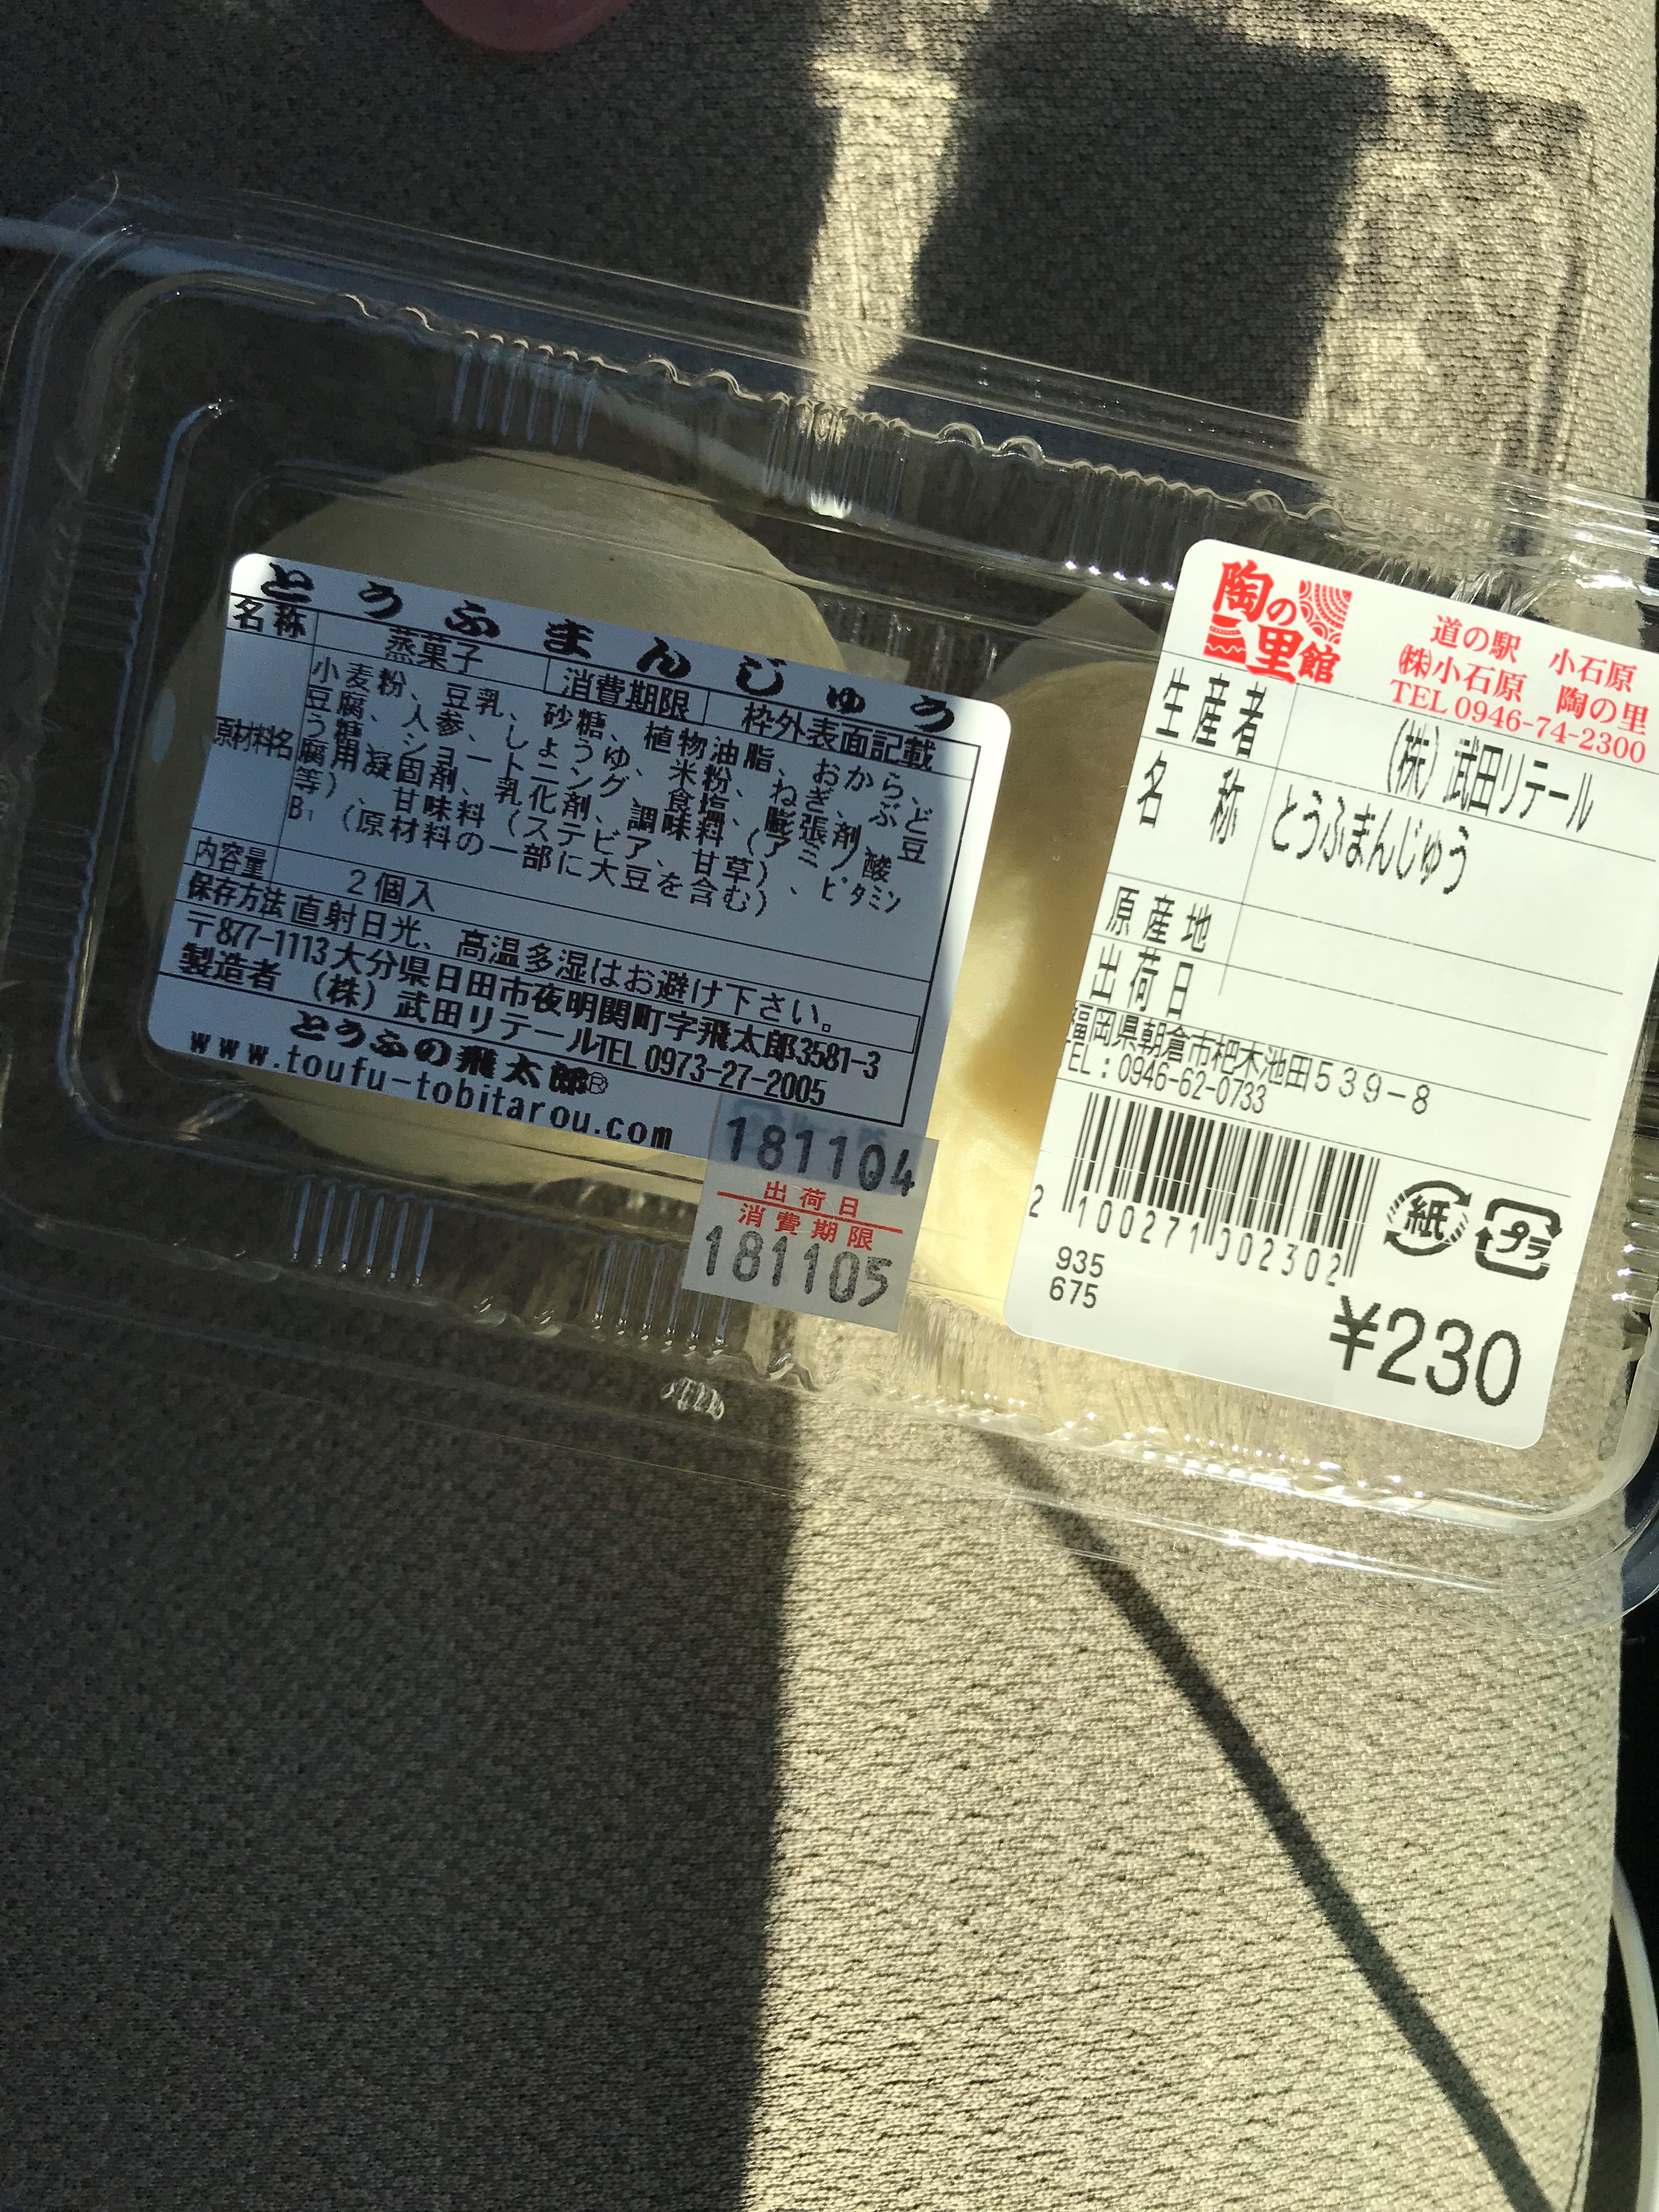 とうふまんじゅう
名称 蒸菓子 消費期限 枠外表面記載
原材料名 小麦粉、豆乳、砂糖、植物油脂、おから、
豆腐、人参、しょうゆ、米粉、ねぎ、ぶど
う糖、ショートニング、食塩、膨張剤、豆
腐用凝固剤、乳化剤、調味料（アミノ酸
等）、甘味料（ステビア、甘草）、ビタミン
B₁（原材料の一部に大豆を含む）
内容量 2個入
保存方法 直射日光、高温多湿はお避け下さい。
〒877-1113 大分県日田市夜明関町字飛太郎3581-3
製造者 （株）武田リテール TEL 0973-27-2005
とうふの飛太郎®
www.toufu-tobitarou.com
181104
出荷日
消費期限
181105
陶の里館
道の駅 小石原
㈱小石原 陶の里
TEL 0946-74-2300
生産者 （株）武田リテール
名称 とうふまんじゅう
原産地
出荷日
福岡県朝倉市杷木池田539-8
TEL：0946-62-0733
2 100271 002302
紙 プラ
935
675
¥230